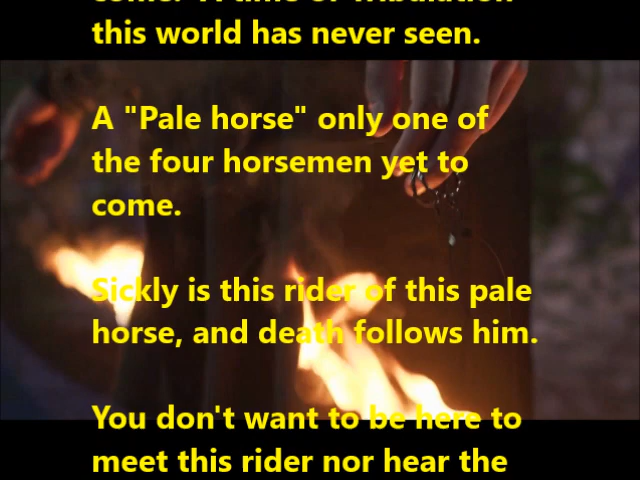 this world has never seen.
A "Pale horse" only one of
the four horsemen yet to
come.
Sickly is this rider of this pale
horse, and death follows him.
You don't want to be here to
meet this rider nor hear the